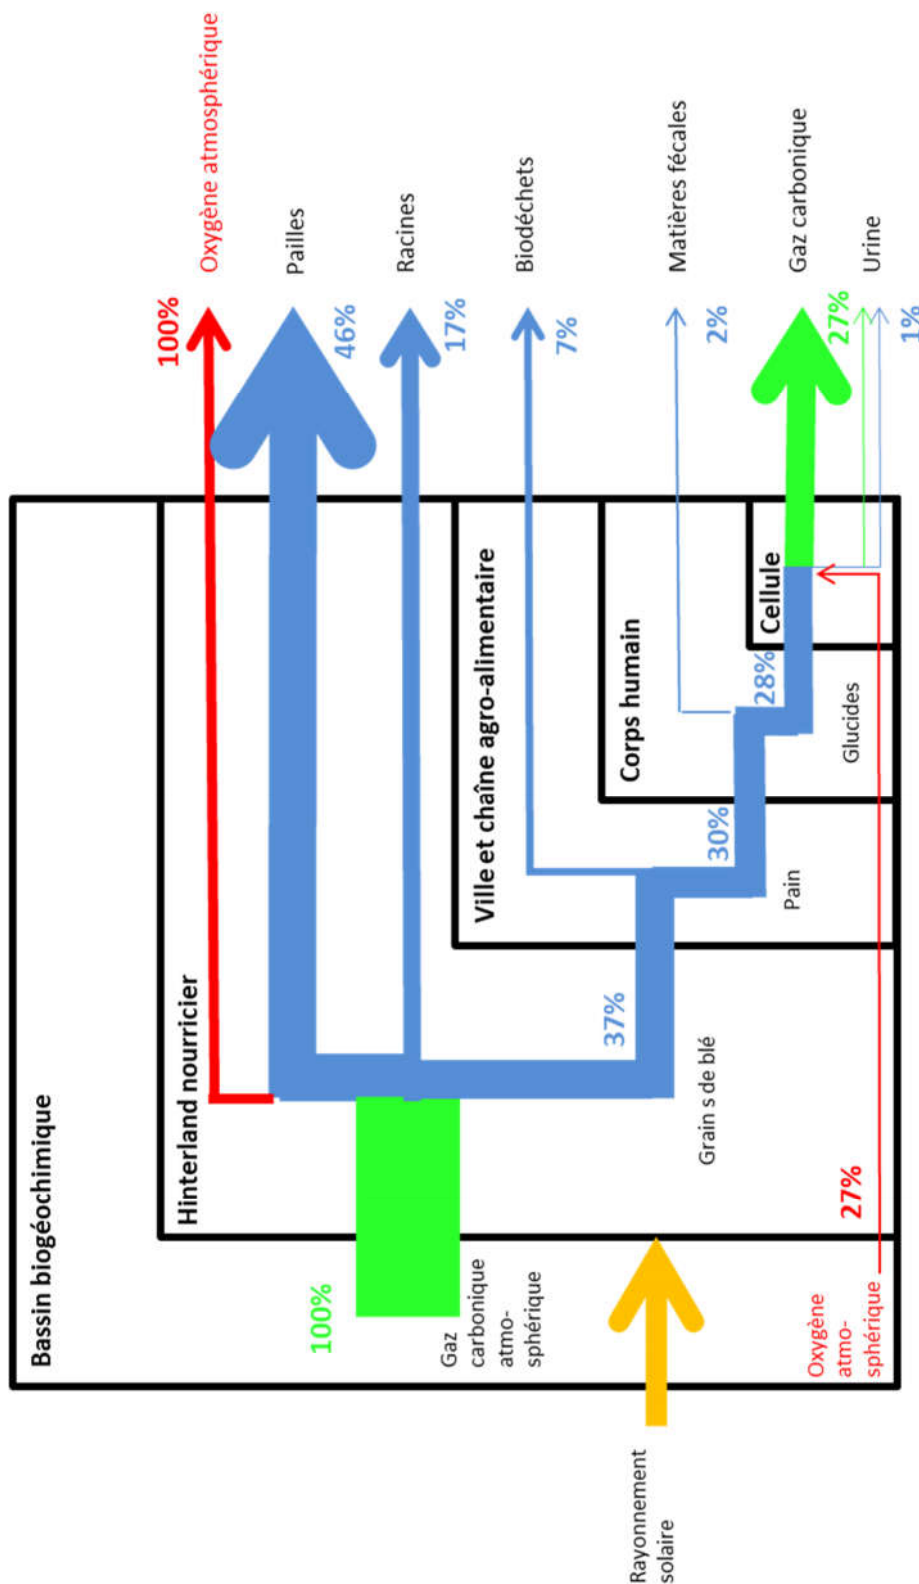 Bassin biogéochimique
Hinterland nourricier
Ville et chaîne agro-alimentaire
Corps humain
Cellule
Rayonnement
solaire
100%
Gaz
carbonique
atmo-
sphérique
Oxygène
atmo-
sphérique
27%
Grain s de blé
37%
Pain
30%
Glucides
28%
100%
Oxygène atmosphérique
46%
Pailles
17%
Racines
7%
Biodéchets
2%
Matières fécales
27%
Gaz carbonique
1%
Urine